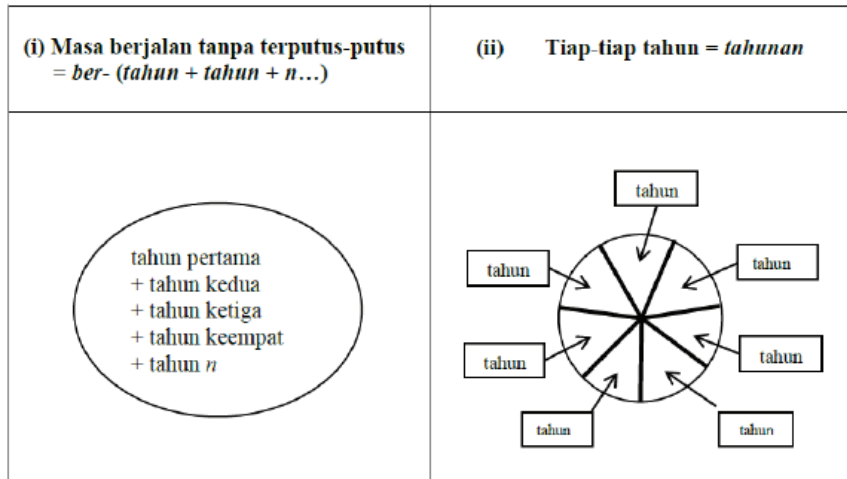 (i) Masa berjalan tanpa terputus-putus
= ber- (tahun + tahun + n…)
(ii) Tiap-tiap tahun = tahunan
tahun pertama
+ tahun kedua
+ tahun ketiga
+ tahun keempat
+ tahun n
tahun
tahun
tahun
tahun
tahun
tahun
tahun